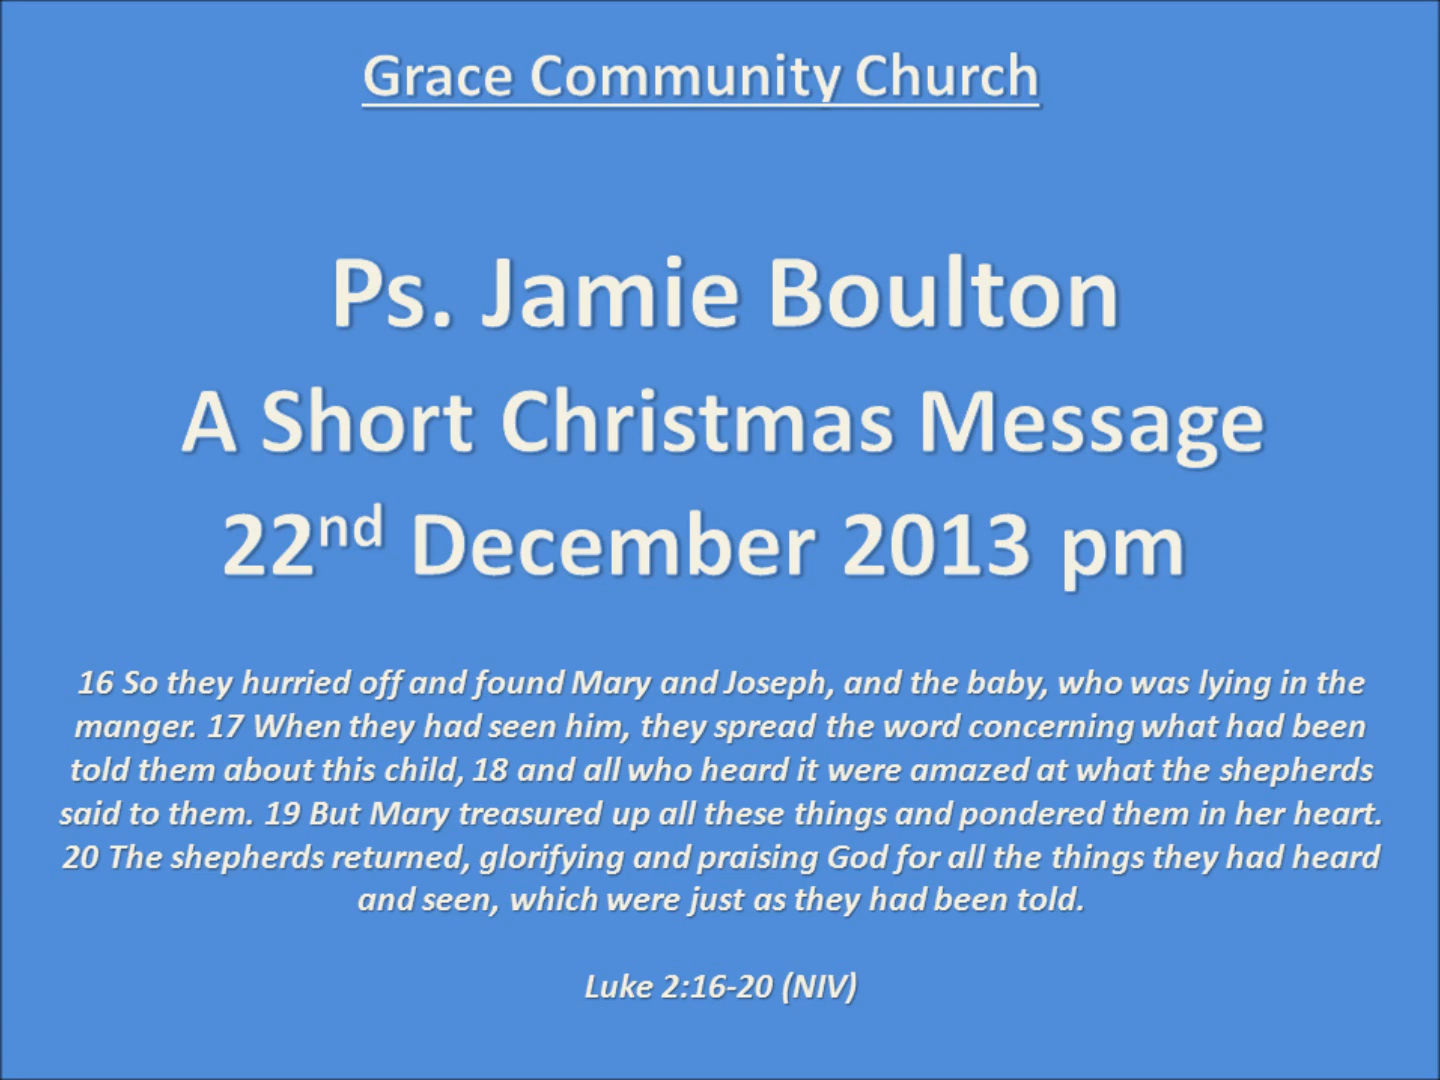 Grace Community Church
Ps. Jamie Boulton
A Short Christmas Message
22nd December 2013 pm
16 So they hurried off and found Mary and Joseph, and the baby, who was lying in the
manger. 17 When they had seen him, they spread the word concerning what had been
told them about this child, 18 and all who heard it were amazed at what the shepherds
said to them. 19 But Mary treasured up all these things and pondered them in her heart.
20 The shepherds returned, glorifying and praising God for all the things they had heard
and seen, which were just as they had been told.
Luke 2:16-20 (NIV)